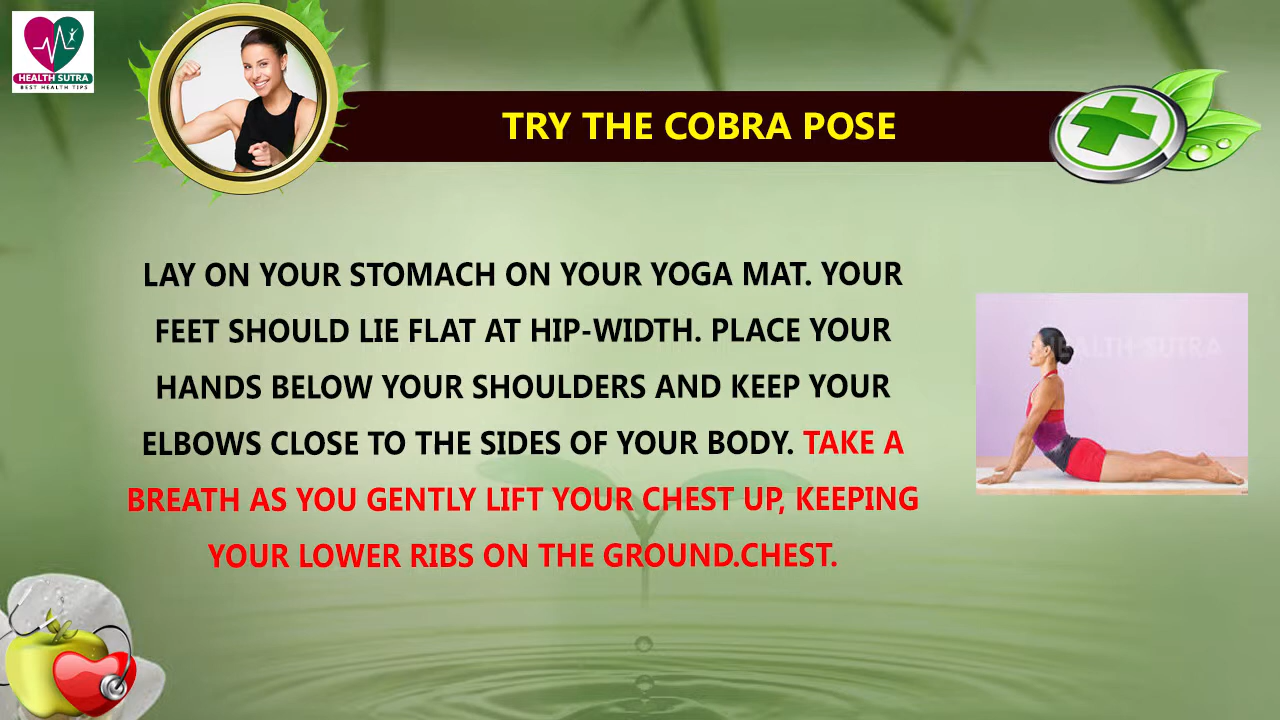 HEALTH SUTRA
BEST HEALTH TIPS
TRY THE COBRA POSE
LAY ON YOUR STOMACH ON YOUR YOGA MAT. YOUR
FEET SHOULD LIE FLAT AT HIP-WIDTH. PLACE YOUR
HANDS BELOW YOUR SHOULDERS AND KEEP YOUR
ELBOWS CLOSE TO THE SIDES OF YOUR BODY. TAKE A
BREATH AS YOU GENTLY LIFT YOUR CHEST UP, KEEPING
YOUR LOWER RIBS ON THE GROUND.CHEST.
HEALTH SUTRA